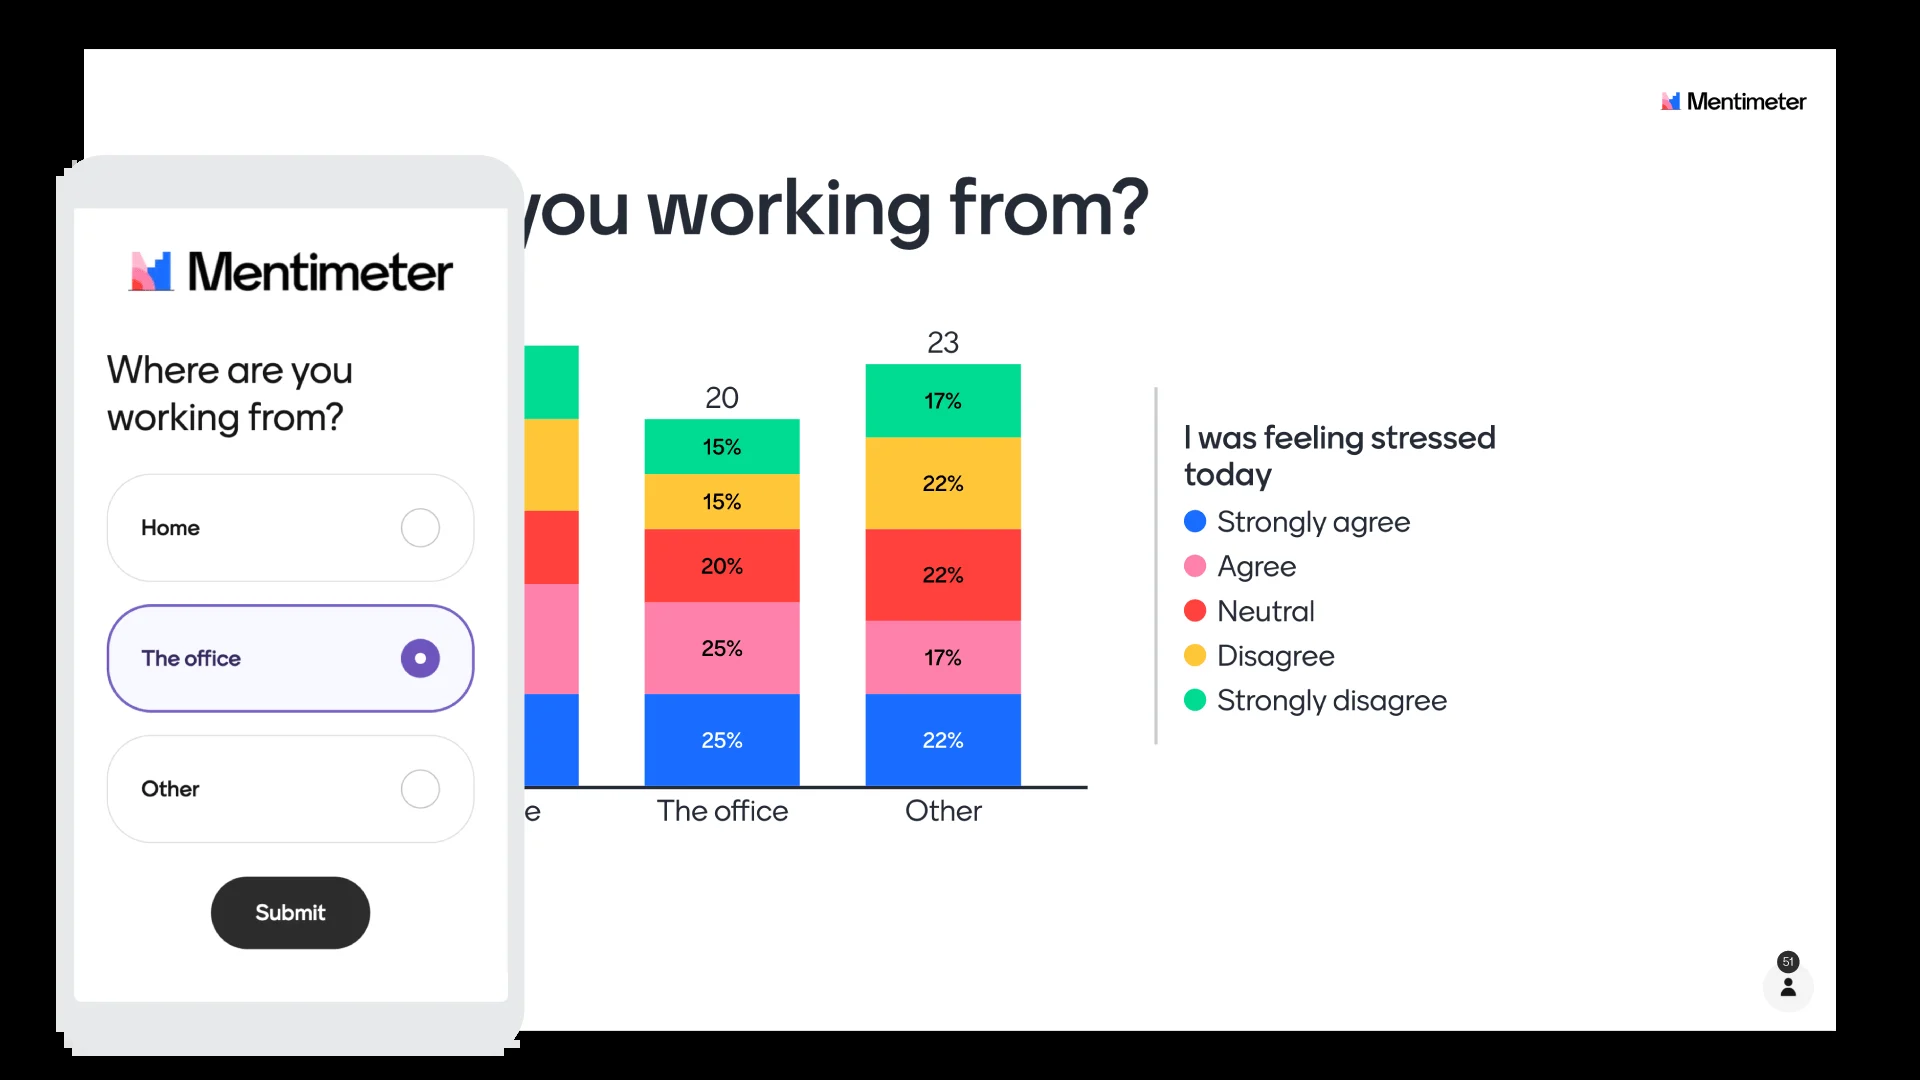 Mentimeter
you working from?
Mentimeter
Where are you
working from?
Home
The office
Other
Submit
20
15%
15%
20%
25%
25%
23
17%
22%
22%
17%
22%
e
The office
Other
I was feeling stressed
today
Strongly agree
Agree
Neutral
Disagree
Strongly disagree
51